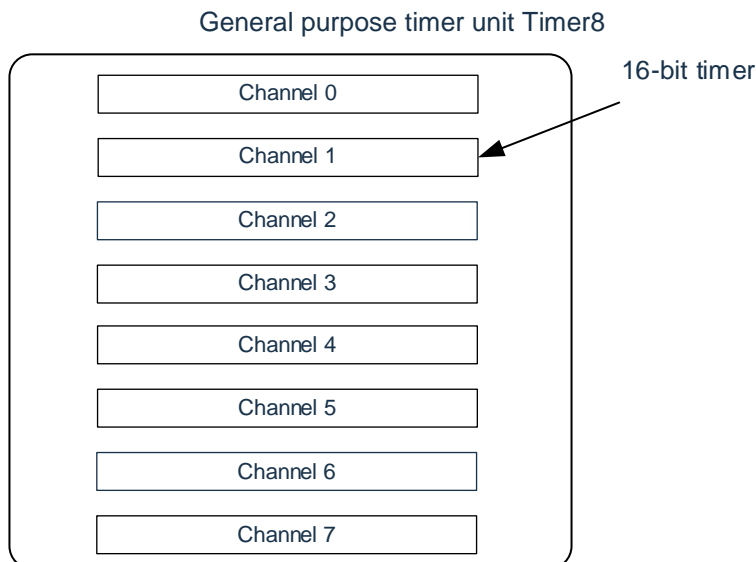 General purpose timer unit Timer8
16-bit timer
Channel 0
Channel 1
Channel 2
Channel 3
Channel 4
Channel 5
Channel 6
Channel 7